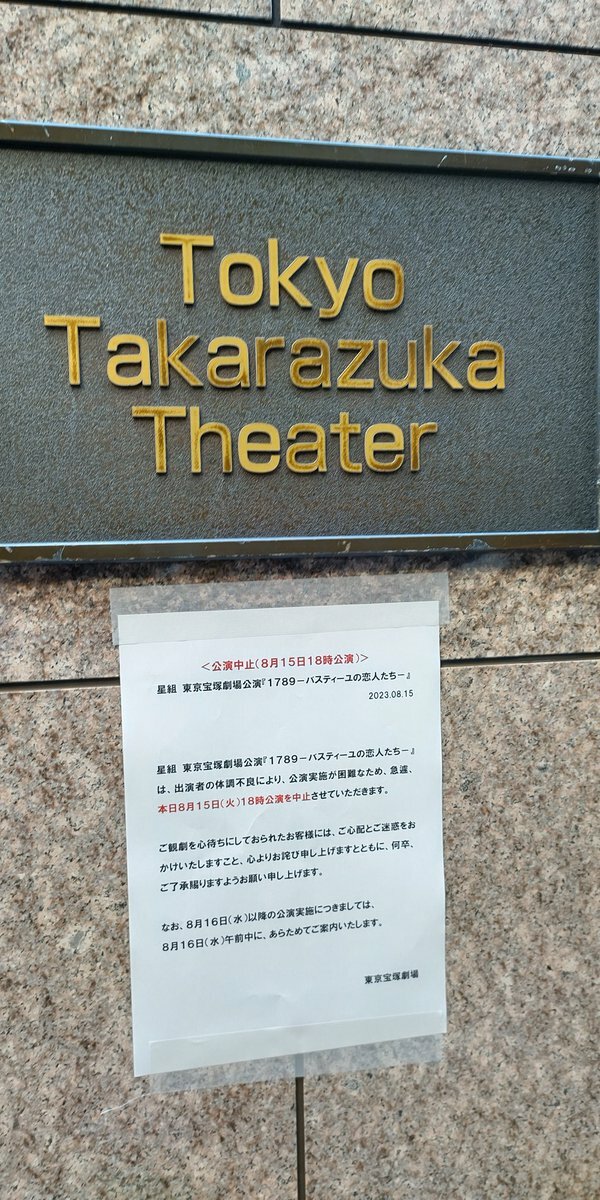 Tokyo
Takarazuka
Theater
＜公演中止（8月15日18時公演）＞
星組 東京宝塚劇場公演『1789－バスティーユの恋人たち－』
2023.08.15
星組 東京宝塚劇場公演『1789－バスティーユの恋人たち－』
は、出演者の体調不良により、公演実施が困難なため、急遽、
本日8月15日（火）18時公演を中止させていただきます。
ご観劇を心待ちにしておられたお客様には、ご心配とご迷惑をお
かけいたしますこと、心よりお詫び申し上げますとともに、何卒、
ご了承賜りますようお願い申し上げます。
なお、8月16日（水）以降の公演実施につきましては、
8月16日（水）午前中に、あらためてご案内いたします。
東京宝塚劇場